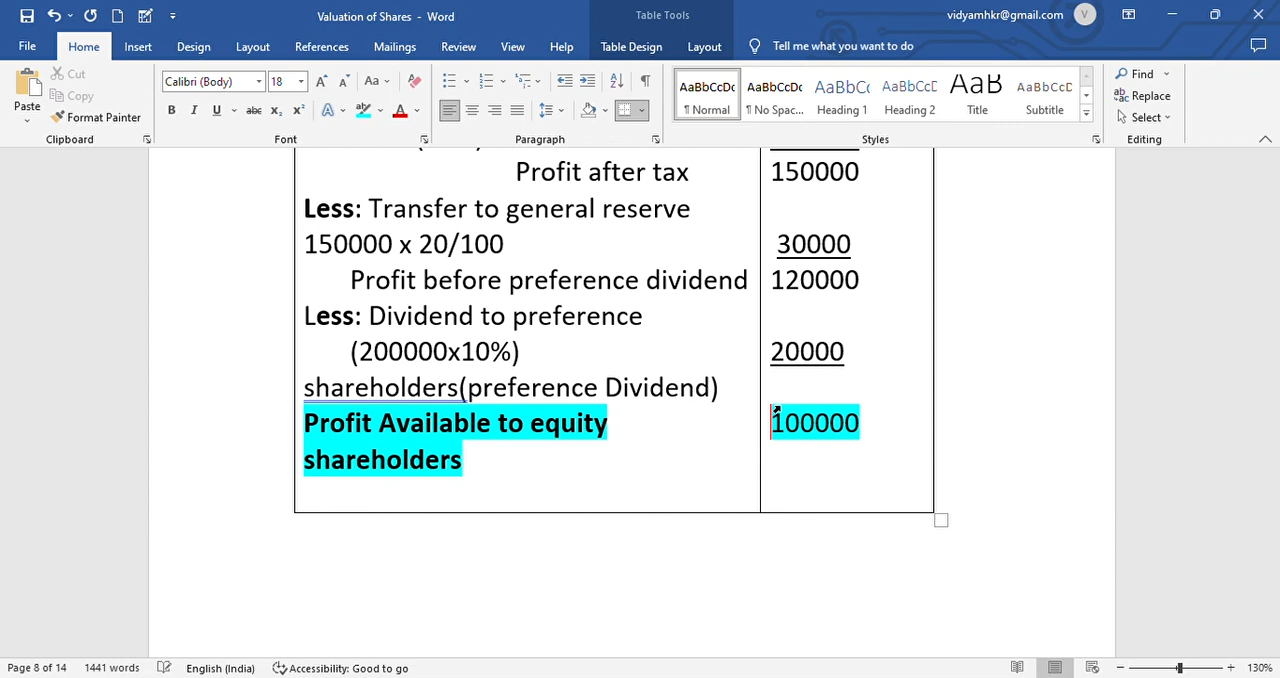 Valuation of Shares - Word
Table Tools
vidyamhkr@gmail.com
V
File Home Insert Design Layout References Mailings Review View Help Table Design Layout Tell me what you want to do
Paste
Cut
Copy
Format Painter
Clipboard
Calibri (Body) 18
Font
Paragraph
AaBbCcDc AaBbCcDc AaBbCc AaBbCcD AaB AaBbCcD
¶ Normal ¶ No Spac... Heading 1 Heading 2 Title Subtitle
Styles
Find
Replace
Select
Editing
Profit after tax 150000
Less: Transfer to general reserve
150000 x 20/100 30000
Profit before preference dividend 120000
Less: Dividend to preference
(200000x10%) 20000
shareholders(preference Dividend)
Profit Available to equity 100000
shareholders
Page 8 of 14 1441 words English (India) Accessibility: Good to go 130%